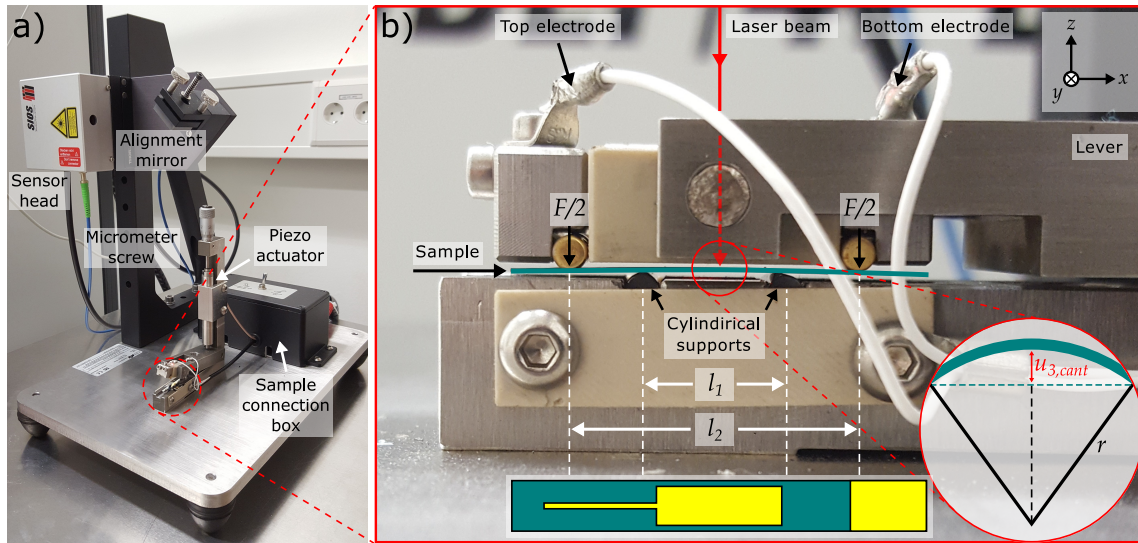 a)
SIOS
Alignment
mirror
Sensor
head
Micrometer
screw
Piezo
actuator
Sample
connection
box
b)
Top electrode
Laser beam
Bottom electrode
z
x
y
Lever
F/2
F/2
Sample
Cylindirical
supports
l1
l2
u3,cant
r